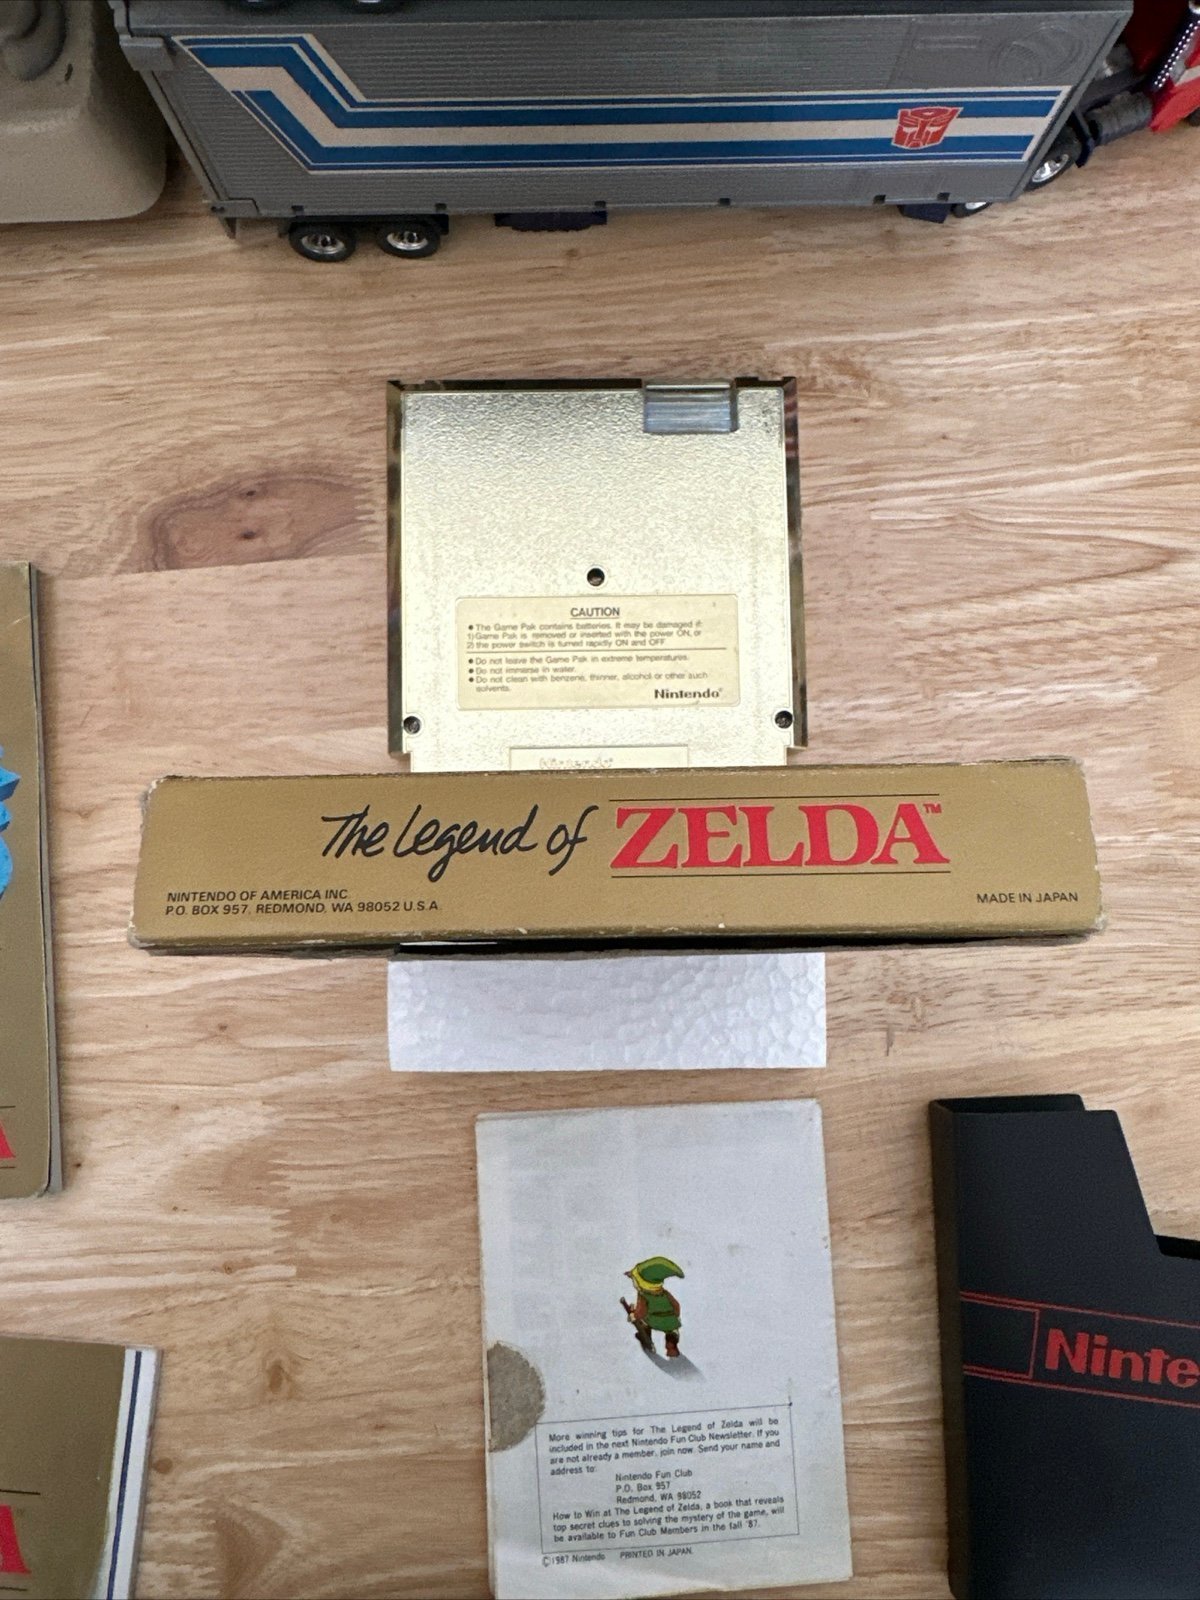 CAUTION
● The Game Pak contains batteries. It may be damaged if:
1) Game Pak is removed or inserted with the power ON, or
2) the power switch is turned rapidly ON and OFF.
● Do not leave the Game Pak in extreme temperatures.
● Do not immerse in water.
● Do not clean with benzene, thinner, alcohol or other such
solvents.
Nintendo®
Nintendo
The Legend of ZELDA™
NINTENDO OF AMERICA INC.
P.O. BOX 957, REDMOND, WA 98052 U.S.A.
MADE IN JAPAN
More winning tips for The Legend of Zelda will be
included in the next Nintendo Fun Club Newsletter. If you
are not already a member, join now. Send your name and
address to:
Nintendo Fun Club
P.O. Box 957
Redmond, WA 98052
How to Win at The Legend of Zelda, a book that reveals
top secret clues to solving the mystery of the game, will
be available to Fun Club Members in the fall '87.
©1987 Nintendo PRINTED IN JAPAN.
Ninte
A
A